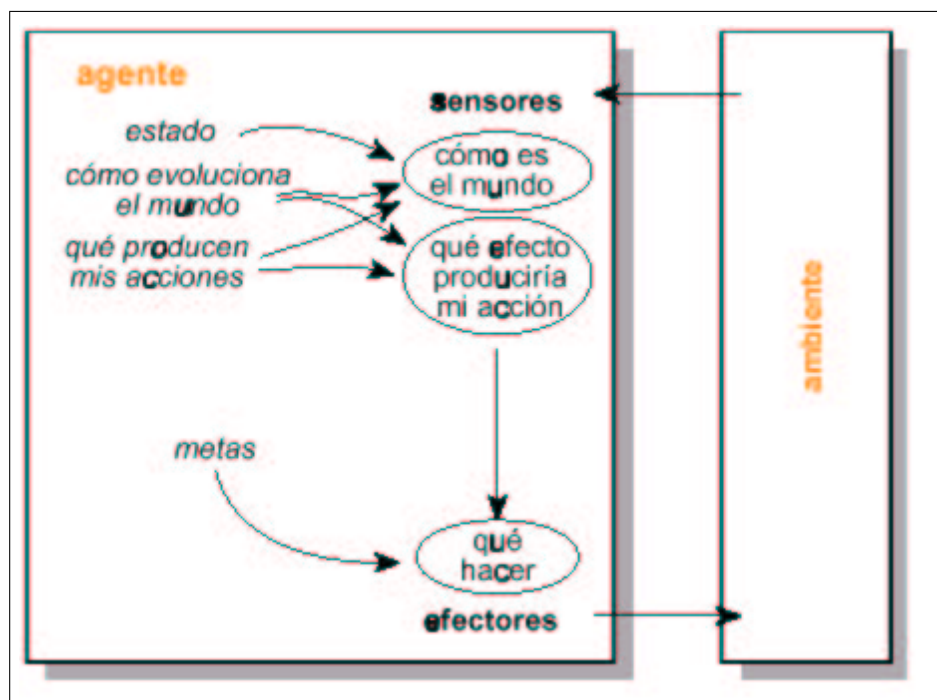 agente
sensores
estado
cómo es
el mundo
cómo evoluciona
el mundo
qué producen
mis acciones
qué efecto
produciría
mi acción
ambiente
metas
qué
hacer
efectores